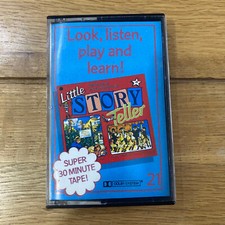 Look, listen,
play and
learn!
Little
STORY
Teller
SUPER
30 MINUTE
TAPE!
21